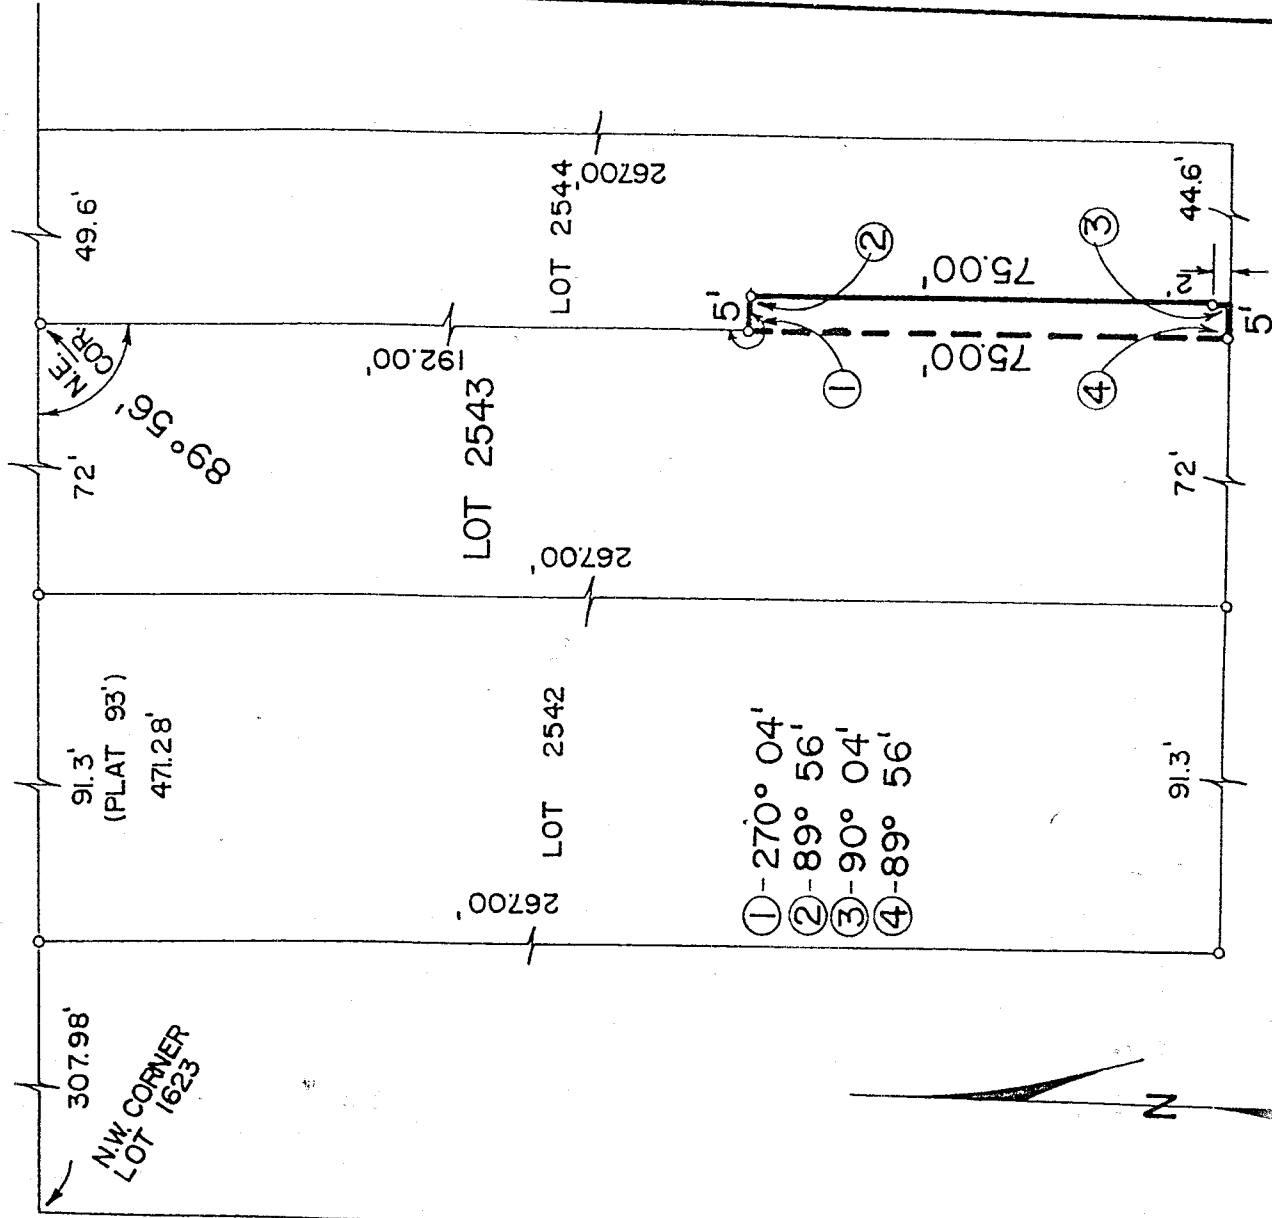 49.6'
N.E.
COR.
89° 56'
72'
91.3'
(PLAT 93')
471.28'
307.98'
N.W. CORNER
LOT 1623
192.00'
LOT 2543
LOT 2544
267.00'
267.00'
LOT 2542
267.00'
5'
2
75.00'
3
2'
44.6'
5'
1
75.00'
4
72'
91.3'
1-270° 04'
2-89° 56'
3-90° 04'
4-89° 56'
N